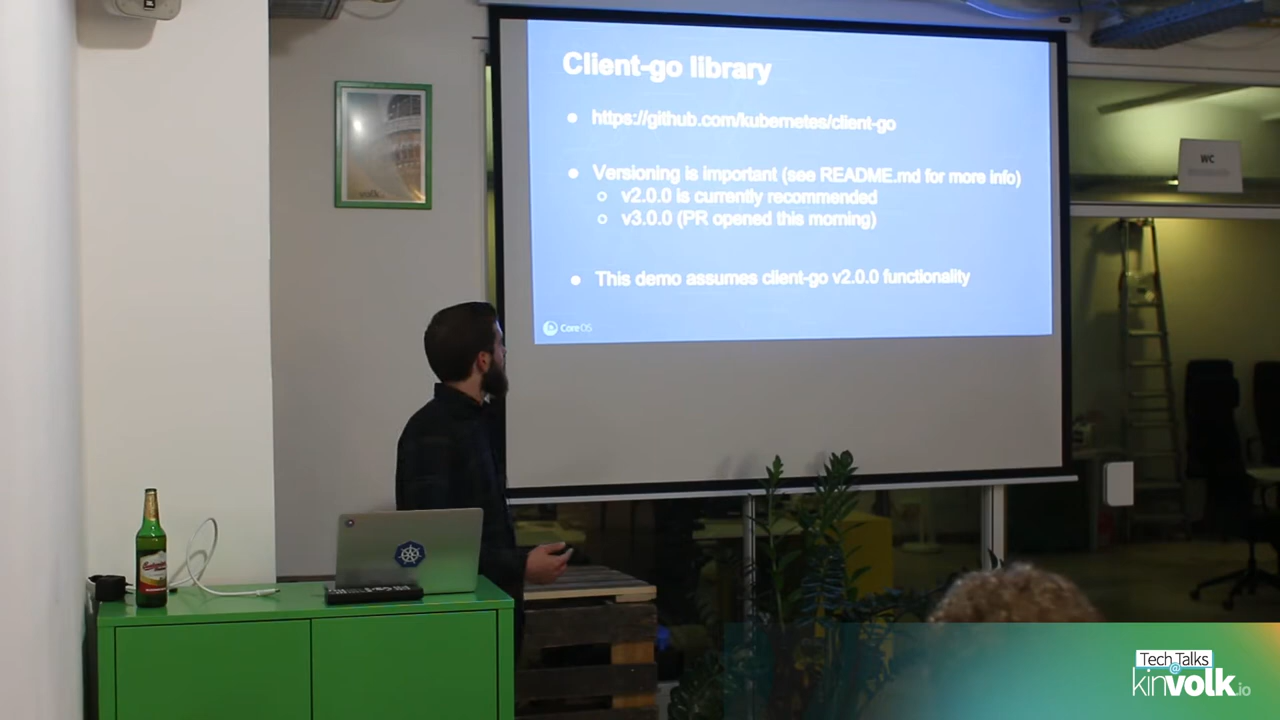 Client-go library
https://github.com/kubernetes/client-go
Versioning is important (see README.md for more info)
v2.0.0 is currently recommended
v3.0.0 (PR opened this morning)
This demo assumes client-go v2.0.0 functionality
CoreOS
WC
Tech Talks
@
kinvolk.io